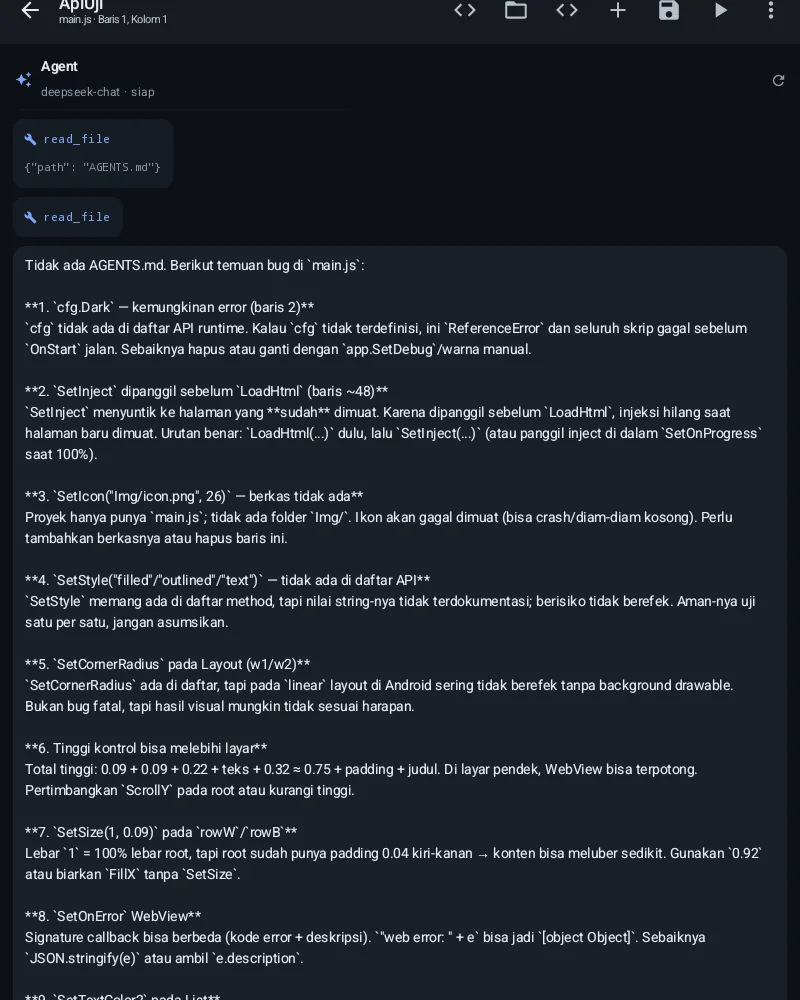 ApiUji
main.js · Baris 1, Kolom 1
Agent
deepseek-chat · siap
read_file
{"path": "AGENTS.md"}
read_file
Tidak ada AGENTS.md. Berikut temuan bug di `main.js`:
**1. `cfg.Dark` — kemungkinan error (baris 2)**
`cfg` tidak ada di daftar API runtime. Kalau `cfg` tidak terdefinisi, ini `ReferenceError` dan seluruh skrip gagal sebelum
`OnStart` jalan. Sebaiknya hapus atau ganti dengan `app.SetDebug`/warna manual.
**2. `SetInject` dipanggil sebelum `LoadHtml` (baris ~48)**
`SetInject` menyuntik ke halaman yang **sudah** dimuat. Karena dipanggil sebelum `LoadHtml`, injeksi hilang saat
halaman baru dimuat. Urutan benar: `LoadHtml(...)` dulu, lalu `SetInject(...)` (atau panggil inject di dalam `SetOnProgress`
saat 100%).
**3. `SetIcon("Img/icon.png", 26)` — berkas tidak ada**
Proyek hanya punya `main.js`; tidak ada folder `Img/`. Ikon akan gagal dimuat (bisa crash/diam-diam kosong). Perlu
tambahkan berkasnya atau hapus baris ini.
**4. `SetStyle("filled"/"outlined"/"text")` — tidak ada di daftar API**
`SetStyle` memang ada di daftar method, tapi nilai string-nya tidak terdokumentasi; berisiko tidak berefek. Aman-nya uji
satu per satu, jangan asumsikan.
**5. `SetCornerRadius` pada Layout (w1/w2)**
`SetCornerRadius` ada di daftar, tapi pada `linear` layout di Android sering tidak berefek tanpa background drawable.
Bukan bug fatal, tapi hasil visual mungkin tidak sesuai harapan.
**6. Tinggi kontrol bisa melebihi layar**
Total tinggi: 0.09 + 0.09 + 0.22 + teks + 0.32 ≈ 0.75 + padding + judul. Di layar pendek, WebView bisa terpotong.
Pertimbangkan `ScrollY` pada root atau kurangi tinggi.
**7. `SetSize(1, 0.09)` pada `rowW`/`rowB`**
Lebar `1` = 100% lebar root, tapi root sudah punya padding 0.04 kiri-kanan → konten bisa meluber sedikit. Gunakan `0.92`
atau biarkan `FillX` tanpa `SetSize`.
**8. `SetOnError` WebView**
Signature callback bisa berbeda (kode error + deskripsi). `"web error: " + e` bisa jadi `[object Object]`. Sebaiknya
`JSON.stringify(e)` atau ambil `e.description`.
**9. `SetTextColor2` pada List**